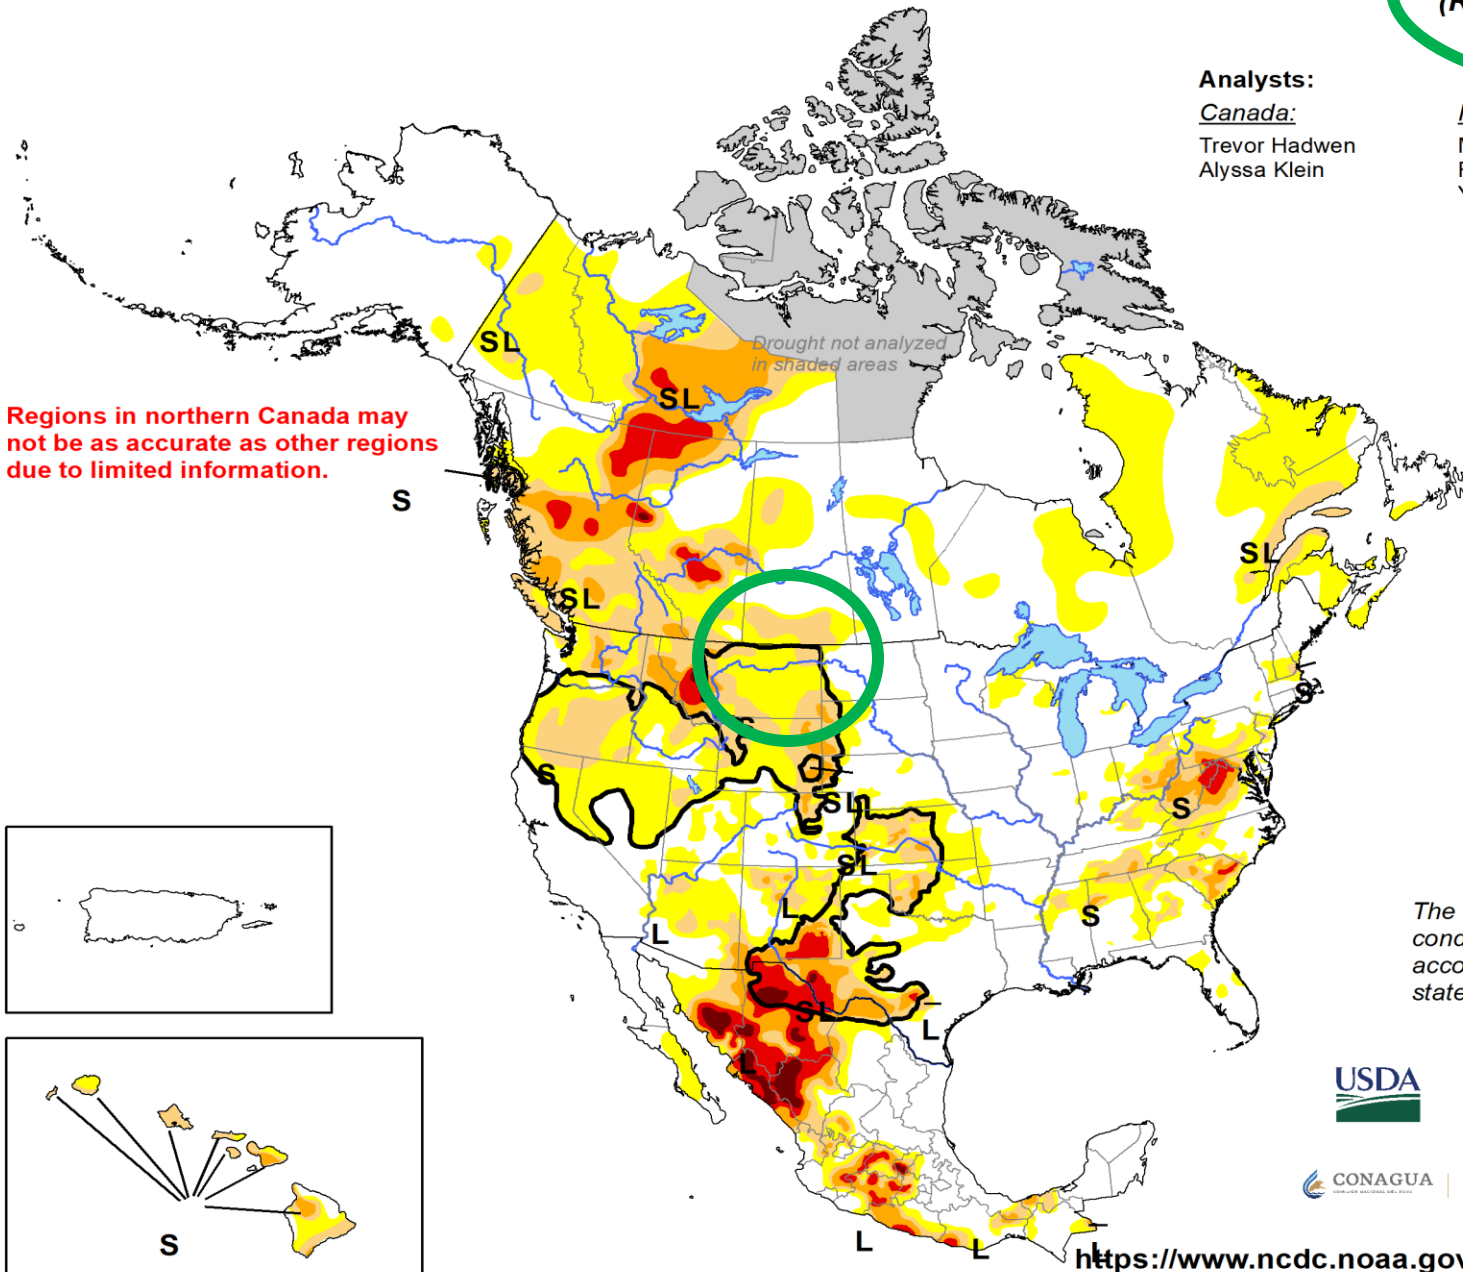 (R
Analysts:
Canada:
Trevor Hadwen
Alyssa Klein
Drought not analyzed
in shaded areas
SL
SL
Regions in northern Canada may
not be as accurate as other regions
due to limited information.
S
SL
SL
S
S
S
SL
SL
S
L
S
L
SL
L
L
The
cond
acco
state
USDA
CONAGUA
S
L
L
L
https://www.ncdc.noaa.gov